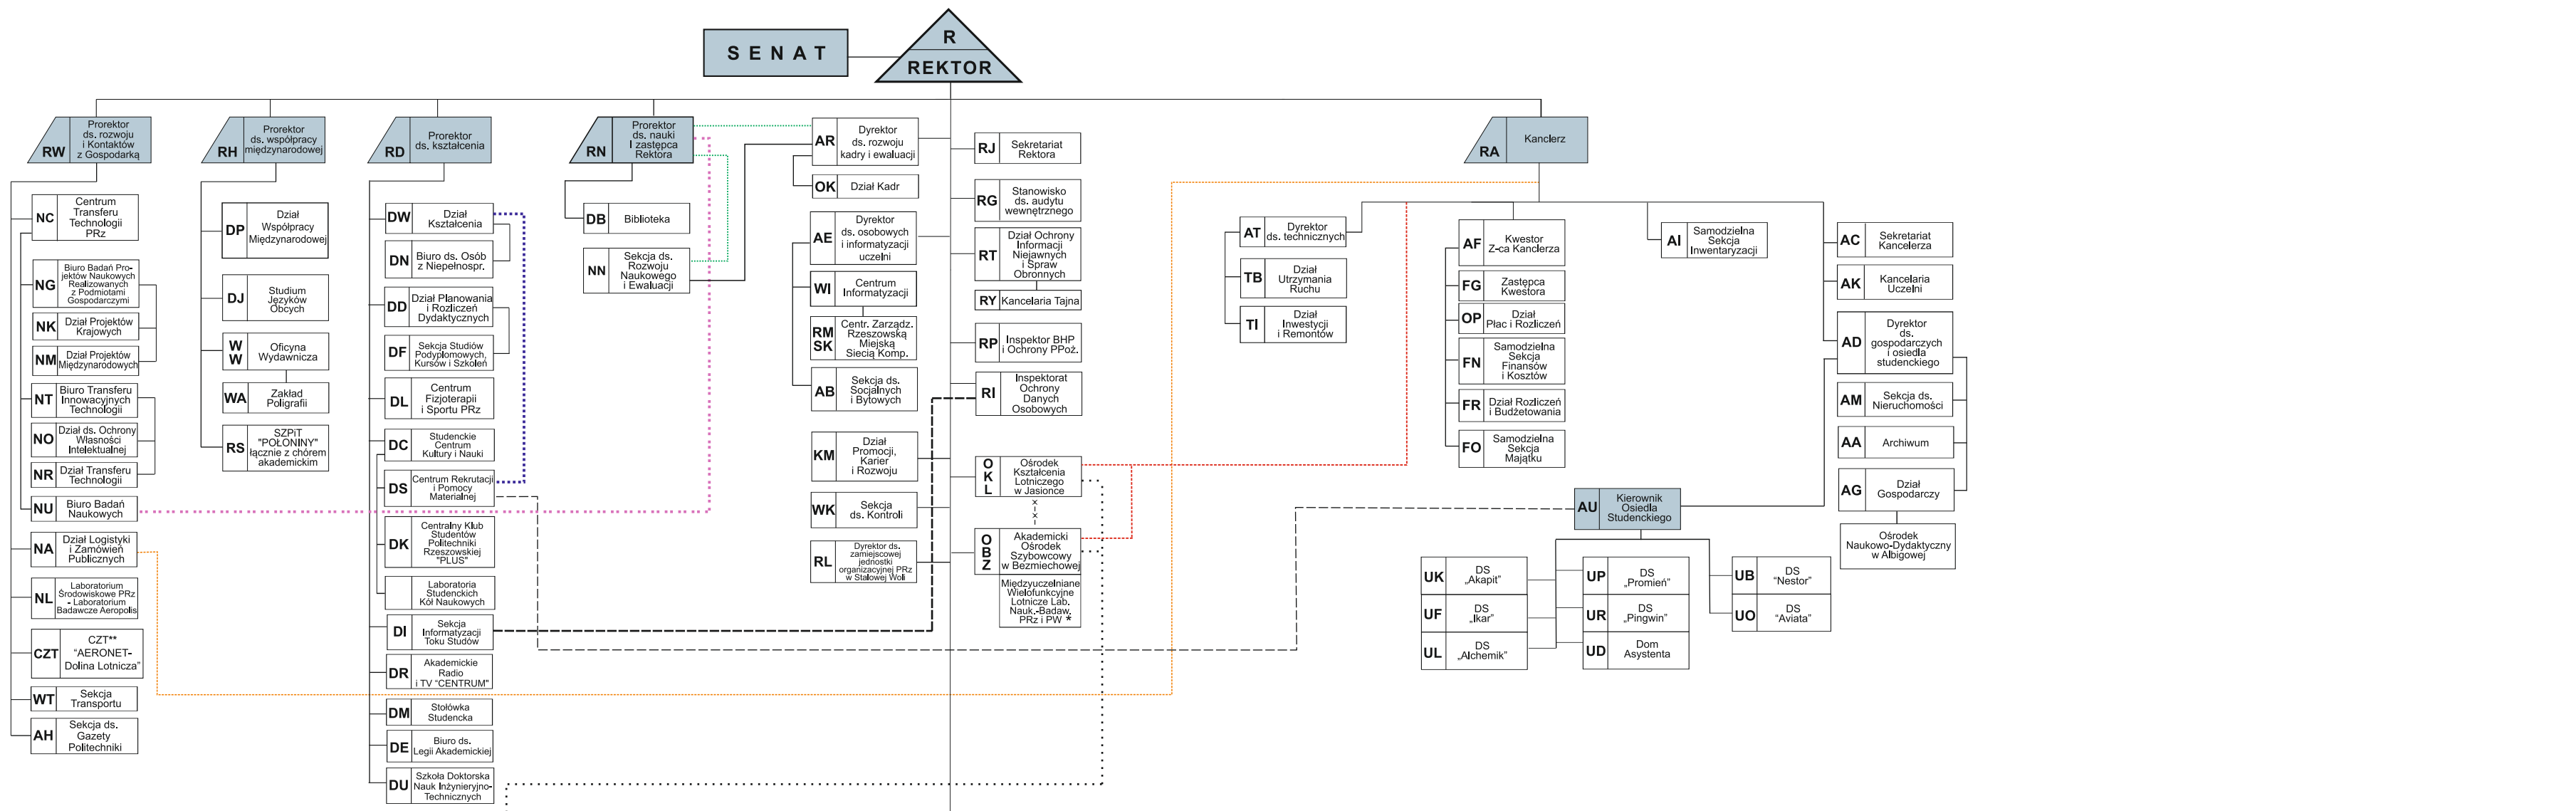 S E N A T
R
REKTOR
RW
Prorektor
ds. rozwoju
i Kontaktów
z Gospodarką
RH
Prorektor
ds. współpracy
międzynarodowej
RD
Prorektor
ds. kształcenia
RN
Prorektor
ds. nauki
I zastępca
Rektora
RA
Kanclerz
NC
Centrum
Transferu
Technologii
PRz
NG
Biuro Badań Pro-
jektów Naukowych
Realizowanych
z Podmiotami
Gospodarczymi
NK
Dział Projektów
Krajowych
NM
Dział Projektów
Międzynarodowych
NT
Biuro Transferu
Innowacyjnych
Technologii
NO
Dział ds. Ochrony
Własności
Intelektualnej
NR
Dział Transferu
Technologii
NU
Biuro Badań
Naukowych
NA
Dział Logistyki
i Zamówień
Publicznych
NL
Laboratorium
Środowiskowe PRz
- Laboratorium
Badawcze Aeropolis
CZT
CZT**
"AERONET-
Dolina Lotnicza"
WT
Sekcja
Transportu
AH
Sekcja ds.
Gazety
Politechniki
DP
Dział
Współpracy
Międzynarodowej
DJ
Studium
Języków
Obcych
W
W
Oficyna
Wydawnicza
WA
Zakład
Poligrafii
RS
SZPiT
"POŁONINY"
łącznie z chórem
akademickim
DW
Dział
Kształcenia
DN
Biuro ds. Osób
z Niepełnospr.
DD
Dział Planowania
i Rozliczeń
Dydaktycznych
DF
Sekcja Studiów
Podyplomowych,
Kursów i Szkoleń
DL
Centrum
Fizjoterapii
i Sportu PRz
DC
Studenckie
Centrum
Kultury i Nauki
DS
Centrum Rekrutacji
i Pomocy
Materialnej
DK
Centralny Klub
Studentów
Politechniki
Rzeszowskiej
"PLUS"
Laboratoria
Studenckich
Kół Naukowych
DI
Sekcja
Informatyzacji
Toku Studów
DR
Akademickie
Radio
i TV "CENTRUM"
DM
Stołówka
Studencka
DE
Biuro ds.
Legii Akademickiej
DU
Szkoła Doktorska
Nauk Inżynieryjno-
Technicznych
DB
Biblioteka
NN
Sekcja ds.
Rozwoju
Naukowego
i Ewaluacji
AR
Dyrektor
ds. rozwoju
kadry i ewaluacji
OK
Dział Kadr
AE
Dyrektor
ds. osobowych
i informatyzacji
uczelni
WI
Centrum
Informatyzacji
RM
SK
Centr. Zarządz.
Rzeszowską
Miejską
Siecią Komp.
AB
Sekcja ds.
Socjalnych
i Bytowych
KM
Dział
Promocji,
Karier
i Rozwoju
WK
Sekcja
ds. Kontroli
RL
Dyrektor ds.
zamiejscowej
jednostki
organizacyjnej PRz
w Stalowej Woli
RJ
Sekretariat
Rektora
RG
Stanowisko
ds. audytu
wewnętrznego
RT
Dział Ochrony
Informacji
Niejawnych
i Spraw
Obronnych
RY
Kancelaria Tajna
RP
Inspektor BHP
i Ochrony PPoż.
RI
Inspektorat
Ochrony
Danych
Osobowych
O
K
L
Ośrodek
Kształcenia
Lotniczego
w Jasionce
O
B
Z
Akademicki
Ośrodek
Szybowcowy
w Bezmiechowej
Międzyuczelniane
Wielofunkcyjne
Lotnicze Lab.
Nauk.-Badaw.
PRz i PW *
AT
Dyrektor
ds. technicznych
TB
Dział
Utrzymania
Ruchu
TI
Dział
Inwestycji
i Remontów
AF
Kwestor
Z-ca Kanclerza
FG
Zastępca
Kwestora
OP
Dział
Płac i Rozliczeń
FN
Samodzielna
Sekcja
Finansów
i Kosztów
FR
Dział Rozliczeń
i Budżetowania
FO
Samodzielna
Sekcja
Majątku
AI
Samodzielna
Sekcja
Inwentaryzacji
AC
Sekretariat
Kancelerza
AK
Kancelaria
Uczelni
AD
Dyrektor
ds.
gospodarczych
i osiedla
studenckiego
AM
Sekcja ds.
Nieruchomości
AA
Archiwum
AG
Dział
Gospodarczy
Ośrodek
Naukowo-Dydaktyczny
w Albigowej
AU
Kierownik
Osiedla
Studenckiego
UK
DS
„Akapit”
UF
DS
„Ikar”
UL
DS
„Alchemik”
UP
DS
„Promień”
UR
DS
„Pingwin”
UD
Dom
Asystenta
UB
DS
“Nestor”
UO
DS
“Aviata”